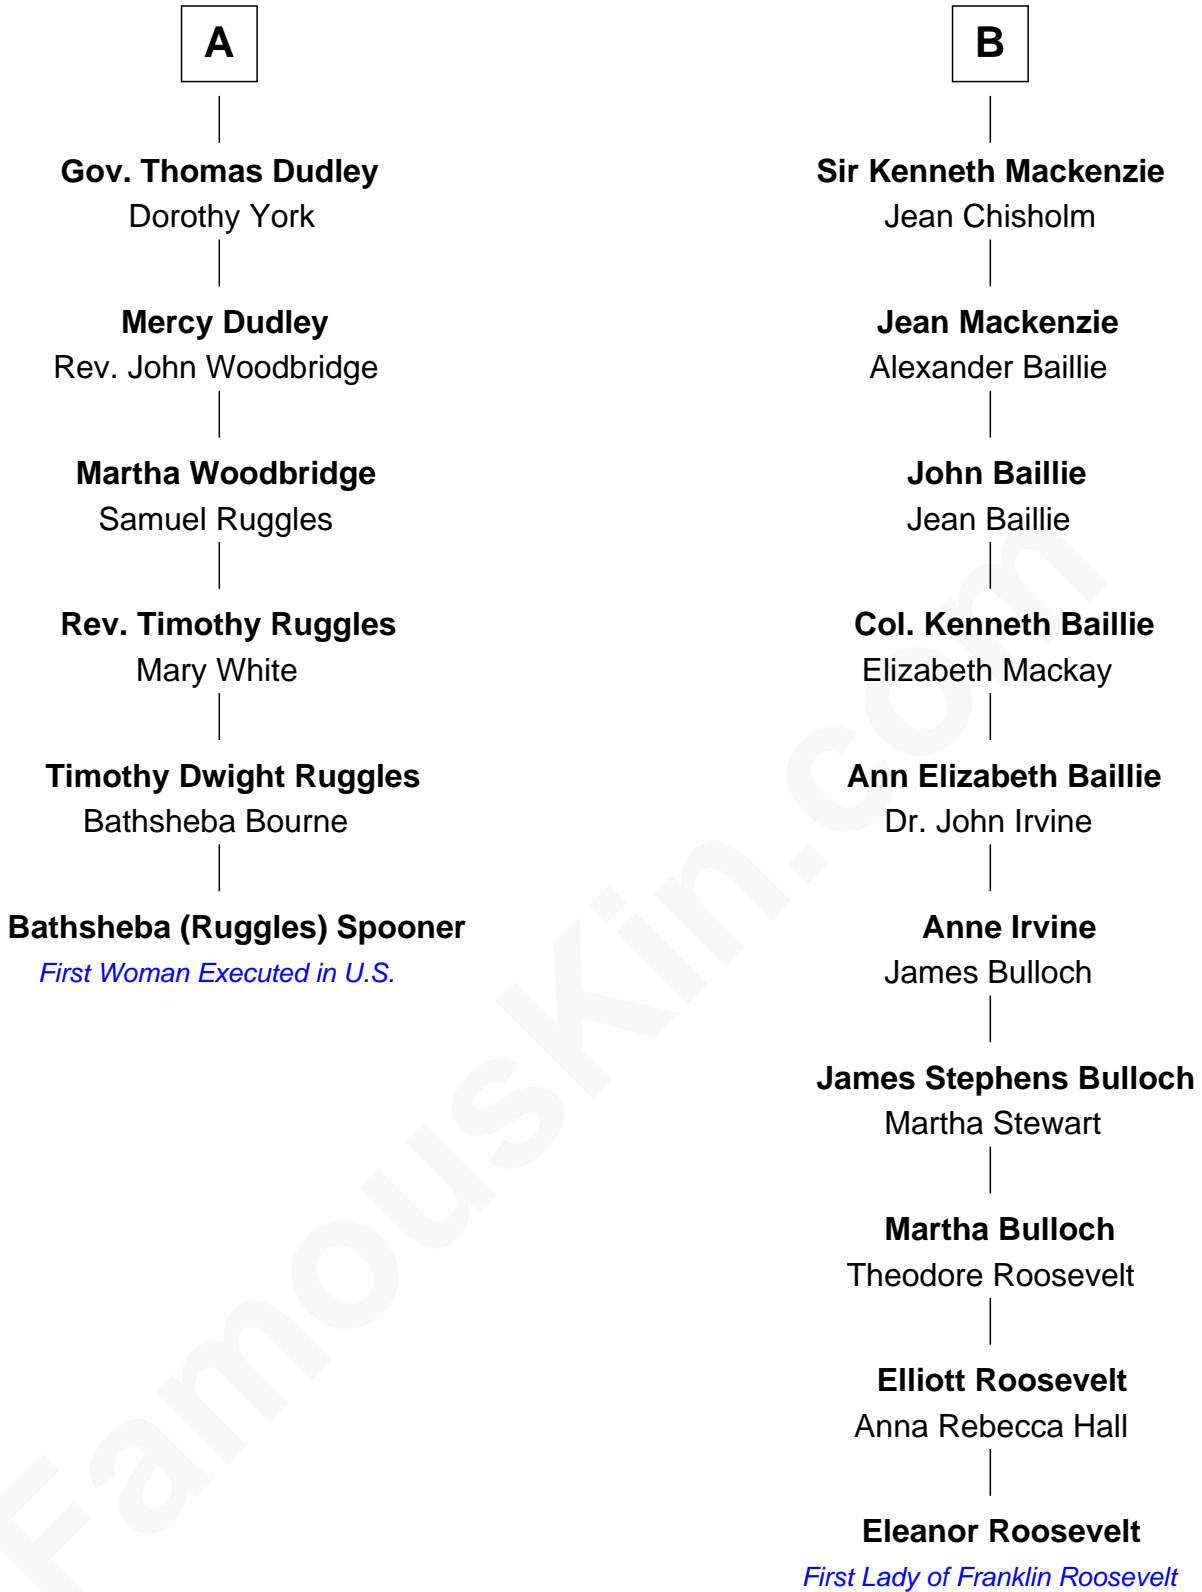 A
Gov. Thomas Dudley
Dorothy York
Mercy Dudley
Rev. John Woodbridge
Martha Woodbridge
Samuel Ruggles
Rev. Timothy Ruggles
Mary White
Timothy Dwight Ruggles
Bathsheba Bourne
Bathsheba (Ruggles) Spooner
First Woman Executed in U.S.
B
Sir Kenneth Mackenzie
Jean Chisholm
Jean Mackenzie
Alexander Baillie
John Baillie
Jean Baillie
Col. Kenneth Baillie
Elizabeth Mackay
Ann Elizabeth Baillie
Dr. John Irvine
Anne Irvine
James Bulloch
James Stephens Bulloch
Martha Stewart
Martha Bulloch
Theodore Roosevelt
Elliott Roosevelt
Anna Rebecca Hall
Eleanor Roosevelt
First Lady of Franklin Roosevelt
FamousKin.com